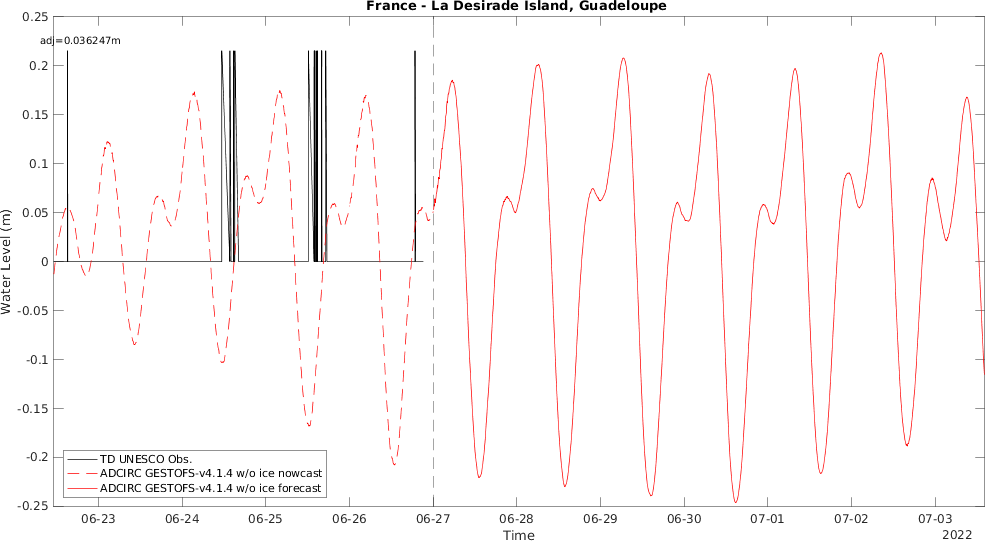 France - La Desirade Island, Guadeloupe
adj=0.036247m
0.25
0.2
0.15
0.1
0.05
0
-0.05
-0.1
-0.15
-0.2
-0.25
Water Level (m)
TD UNESCO Obs.
ADCIRC GESTOFS-v4.1.4 w/o ice nowcast
ADCIRC GESTOFS-v4.1.4 w/o ice forecast
06-23 06-24 06-25 06-26 06-27 06-28 06-29 06-30 07-01 07-02 07-03
Time
2022